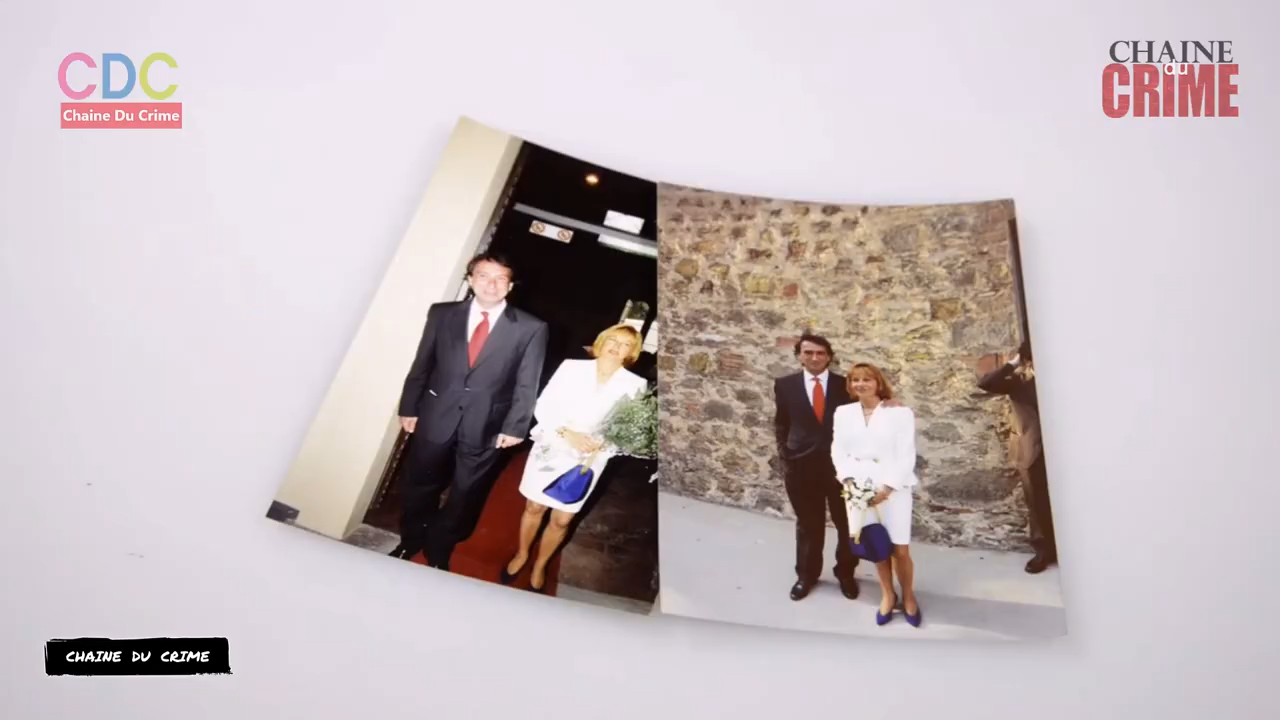 CDC
Chaine Du Crime
CHAINE
du
CRIME
CHAINE DU CRIME